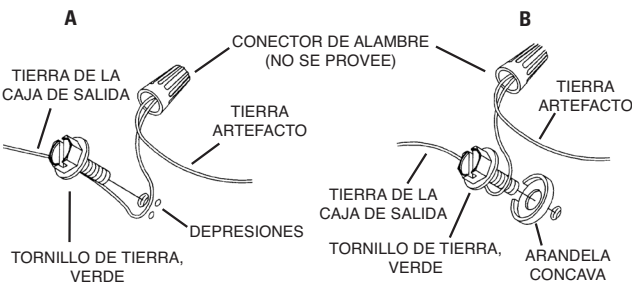 A
B
CONECTOR DE ALAMBRE
(NO SE PROVEE)
TIERRA DE LA
CAJA DE SALIDA
TIERRA
ARTEFACTO
TIERRA
ARTEFACTO
DEPRESIONES
TORNILLO DE TIERRA,
VERDE
TIERRA DE LA
CAJA DE SALIDA
TORNILLO DE TIERRA,
VERDE
ARANDELA
CONCAVA